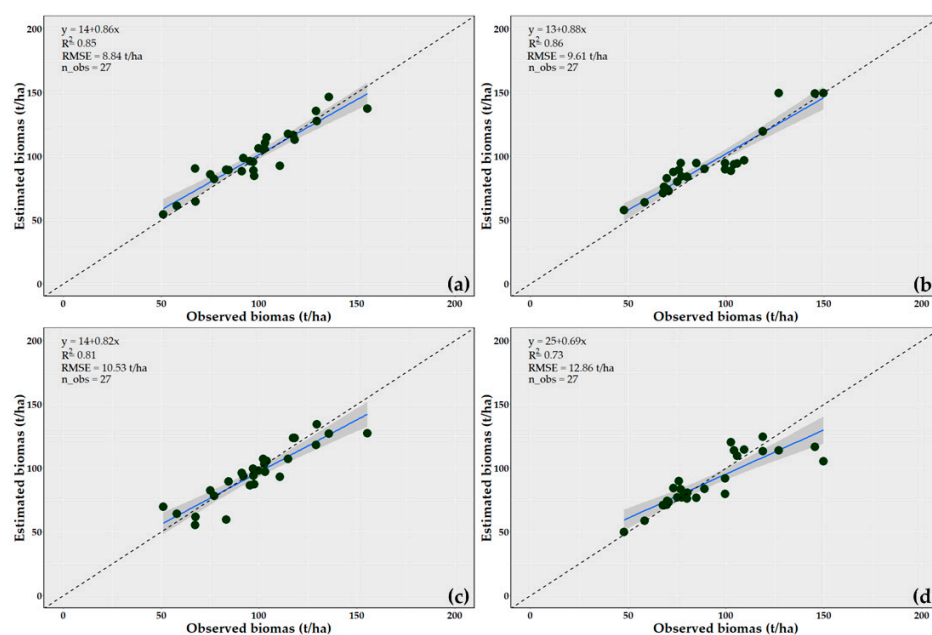 y = 14+0.86x
R² = 0.85
RMSE = 8.84 t/ha
n_obs = 27
200
150
100
50
0
Estimated biomass (t/ha)
(a)
0 50 100 150 200
Observed biomas (t/ha)
y = 13+0.88x
R² = 0.86
RMSE = 9.61 t/ha
n_obs = 27
200
150
100
50
0
Estimated biomas (t/ha)
(b)
0 50 100 150 200
Observed biomas (t/ha)
y = 14+0.82x
R² = 0.81
RMSE = 10.53 t/ha
n_obs = 27
200
150
100
50
0
Estimated biomas (t/ha)
(c)
0 50 100 150 200
Observed biomas (t/ha)
y = 25+0.69x
R² = 0.73
RMSE = 12.86 t/ha
n_obs = 27
200
150
100
50
0
Estimated biomas (t/ha)
(d)
0 50 100 150 200
Observed biomas (t/ha)